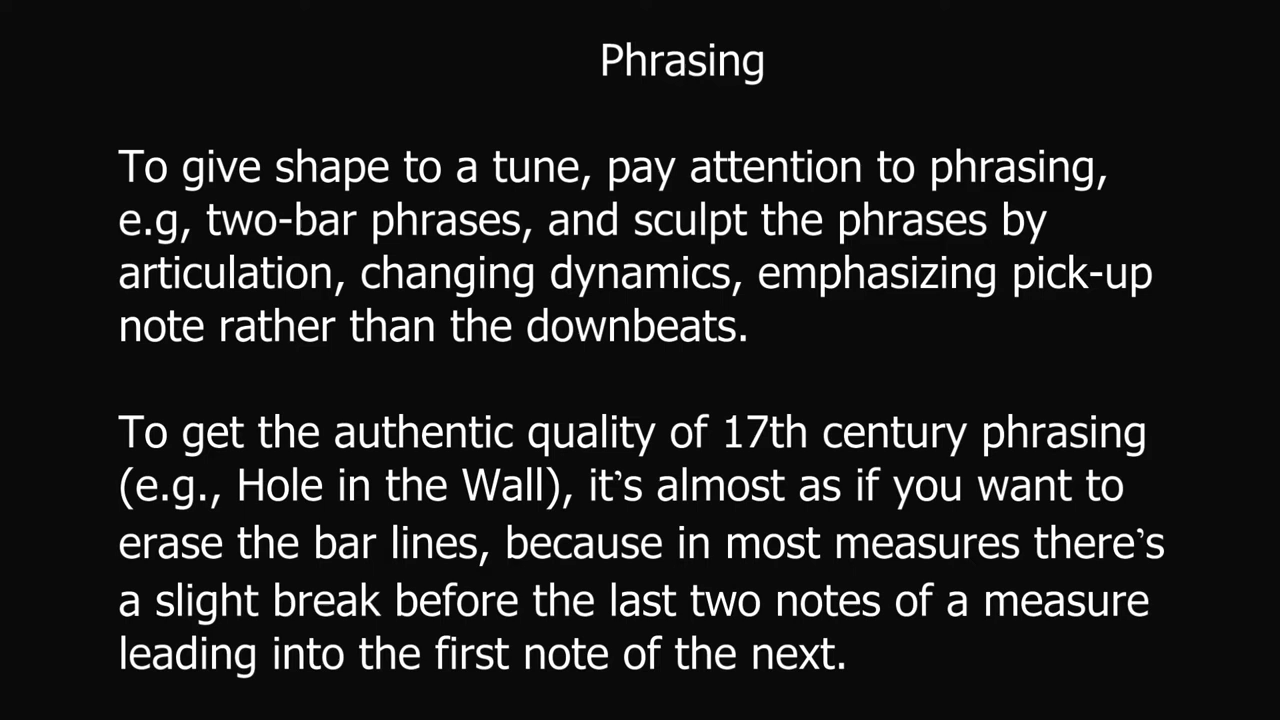 Phrasing
To give shape to a tune, pay attention to phrasing,
e.g, two-bar phrases, and sculpt the phrases by
articulation, changing dynamics, emphasizing pick-up
note rather than the downbeats.
To get the authentic quality of 17th century phrasing
(e.g., Hole in the Wall), it’s almost as if you want to
erase the bar lines, because in most measures there’s
a slight break before the last two notes of a measure
leading into the first note of the next.